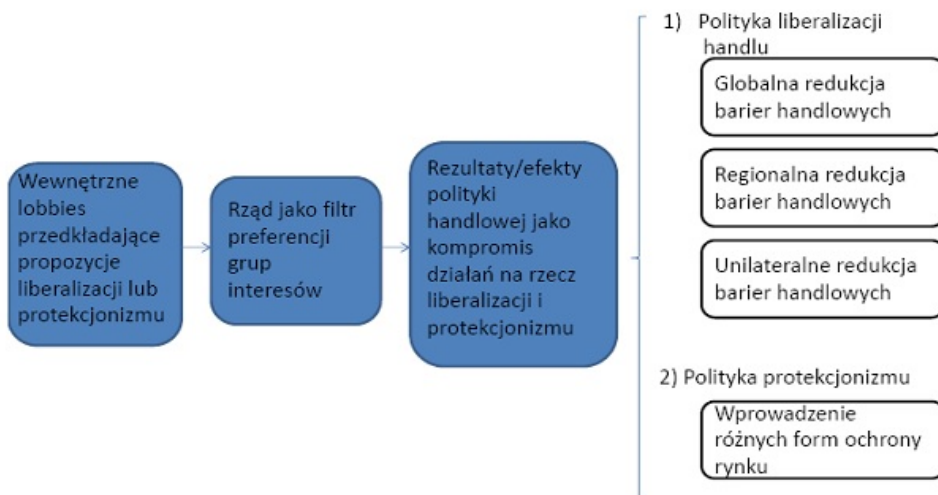 Wewnętrzne
lobbies
przedkładające
propozycje
liberalizacji lub
protekcjonizmu
Rząd jako filtr
preferencji
grup
interesów
Rezultaty/efekty
polityki
handlowej jako
kompromis
działań na rzecz
liberalizacji i
protekcjonizmu
1) Polityka liberalizacji
handlu
Globalna redukcja
barier handlowych
Regionalna redukcja
barier handlowych
Unilateralne redukcja
barier handlowych
2) Polityka protekcjonizmu
Wprowadzenie
różnych form ochrony
rynku